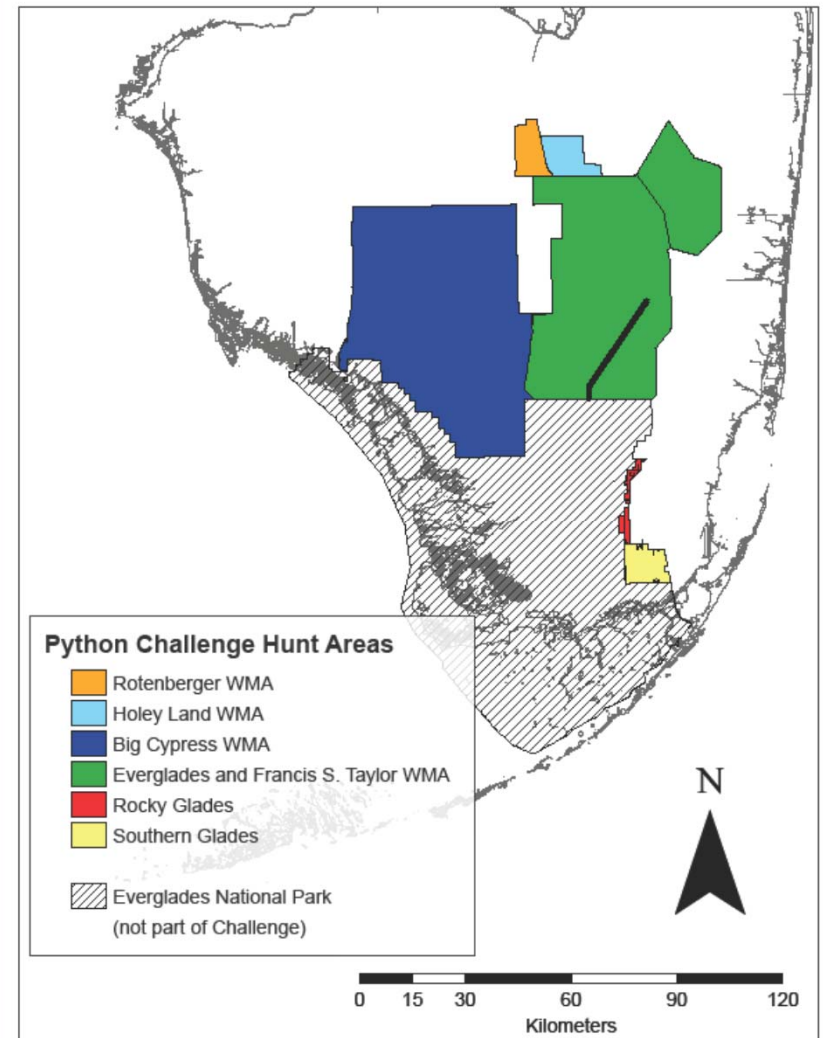 Python Challenge Hunt Areas
Rotenberger WMA
Holey Land WMA
Big Cypress WMA
Everglades and Francis S. Taylor WMA
Rocky Glades
Southern Glades
Everglades National Park
(not part of Challenge)
N
0 15 30 60 90 120
Kilometers